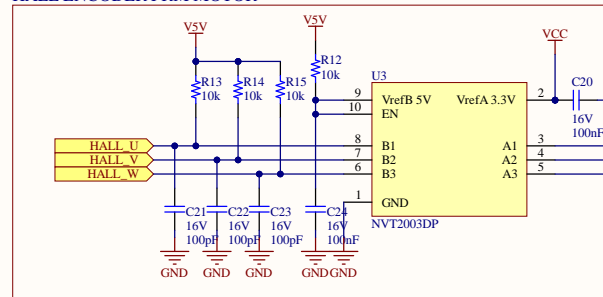 V5V
V5V
VCC
R13
10k
R14
10k
R15
10k
R12
10k
U3
C20
16V
100nF
9
VrefB 5V
VrefA 3.3V
2
10
EN
HALL_U
8
B1
A1
3
HALL_V
7
B2
A2
4
HALL_W
6
B3
A3
5
1
GND
NVT2003DP
C21
16V
100pF
C22
16V
100pF
C23
16V
100pF
C24
16V
100nF
GND
GND
GND
GND
GND